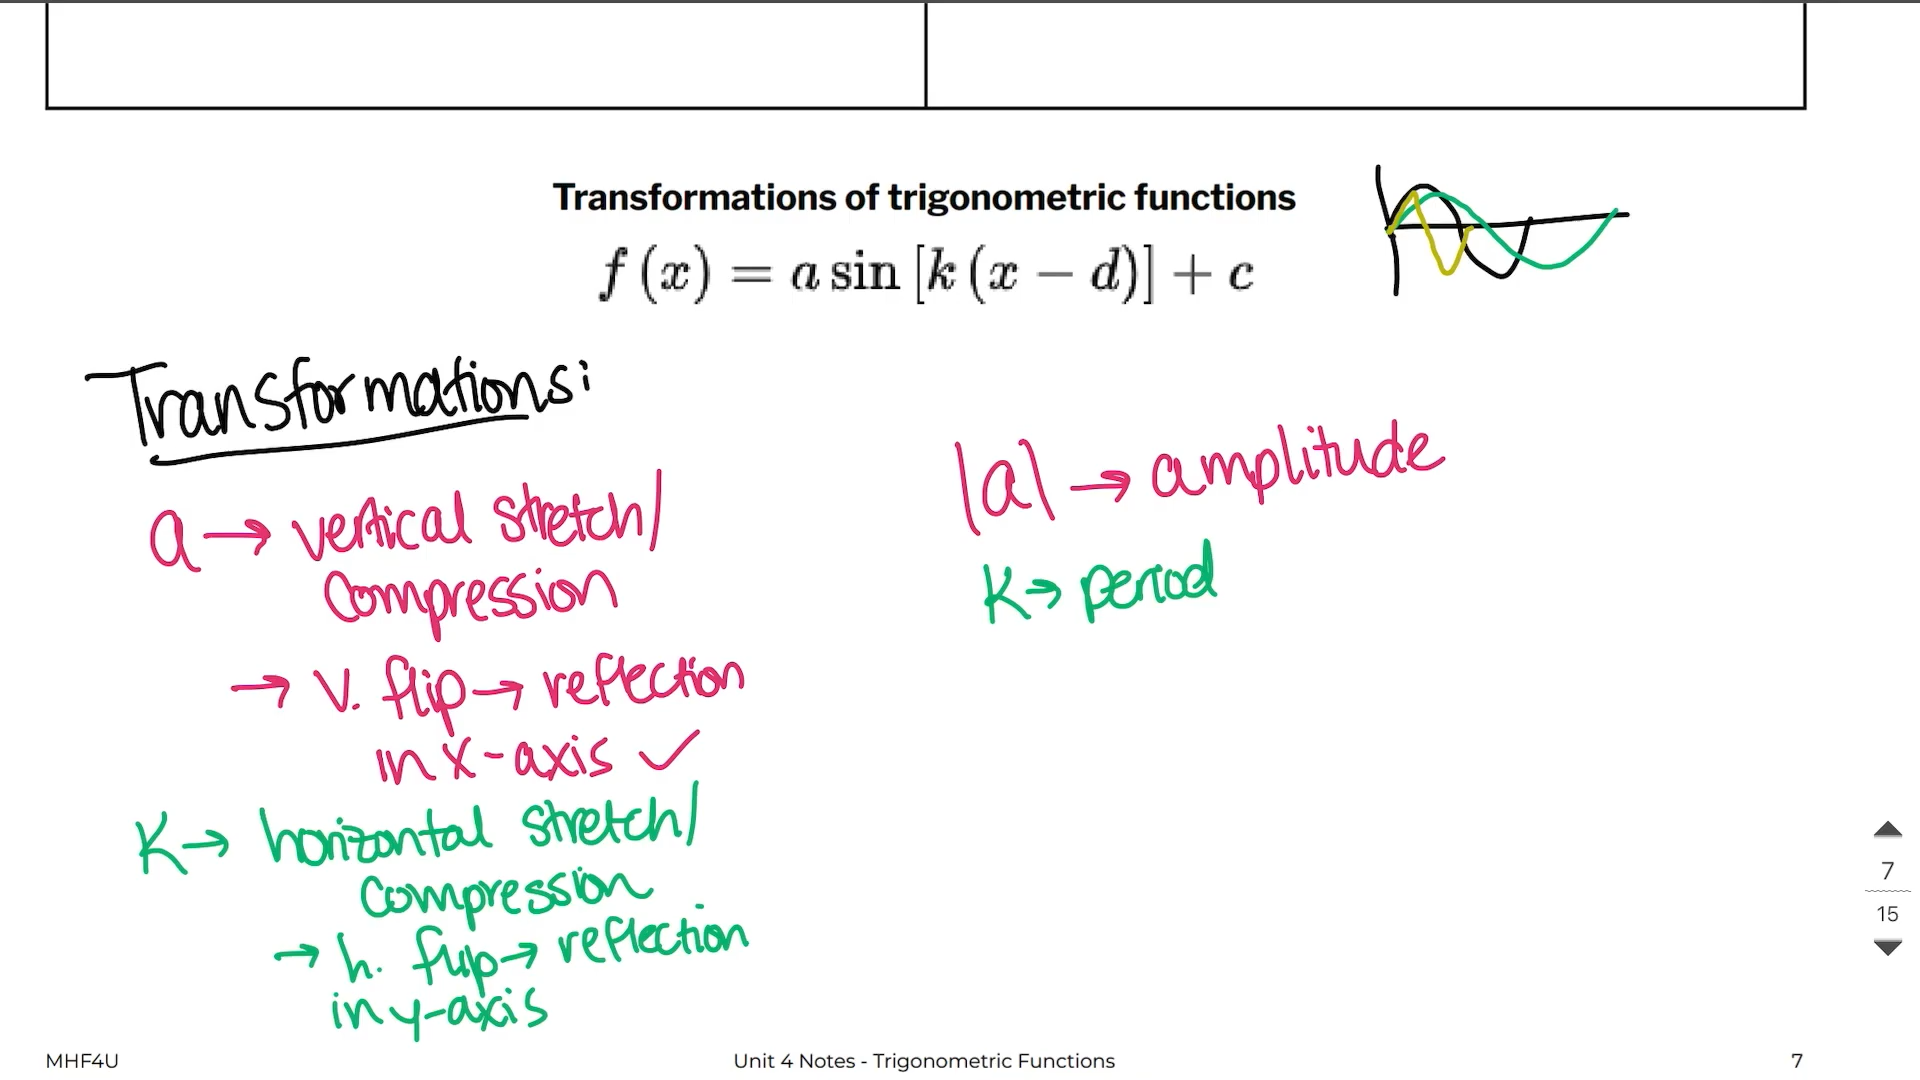 Transformations of trigonometric functions
f (x) = a sin [k (x − d)] + c
Transformations:
a → vertical stretch/
compression
→ v. flip → reflection
in x-axis ✓
K → horizontal stretch/
compression
→ h. flip → reflection
in y-axis
|a| → amplitude
K → period
7
15
MHF4U
Unit 4 Notes - Trigonometric Functions
7